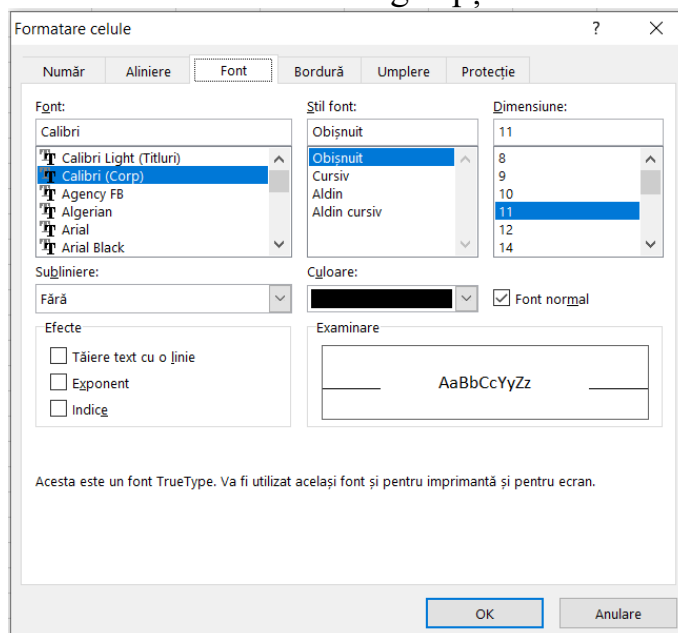 Formatare celule ? ×
Număr Aliniere Font Bordură Umplere Protecție
Font: Stil font: Dimensiune:
Calibri Obișnuit 11
Calibri Light (Titluri) Obișnuit 8
Calibri (Corp) Cursiv 9
Agency FB Aldin 10
Algerian Aldin cursiv 11
Arial 12
Arial Black 14
Subliniere: Culoare:
Fără Font normal
Efecte Examinare
Tăiere text cu o linie
Exponent AaBbCcYyZz
Indice
Acesta este un font TrueType. Va fi utilizat același font și pentru imprimantă și pentru ecran.
OK Anulare